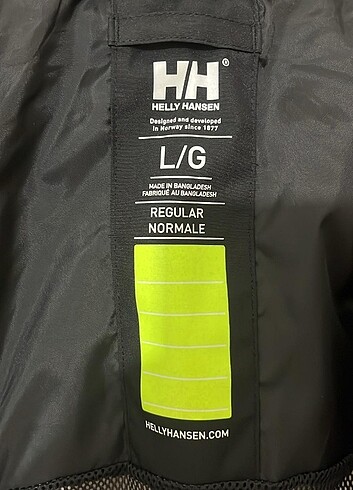 HH®
HELLY HANSEN
Designed and developed
in Norway since 1877
L/G
MADE IN BANGLADESH
FABRIQUÉ AU BANGLADESH
REGULAR
NORMALE
HELLYHANSEN.COM